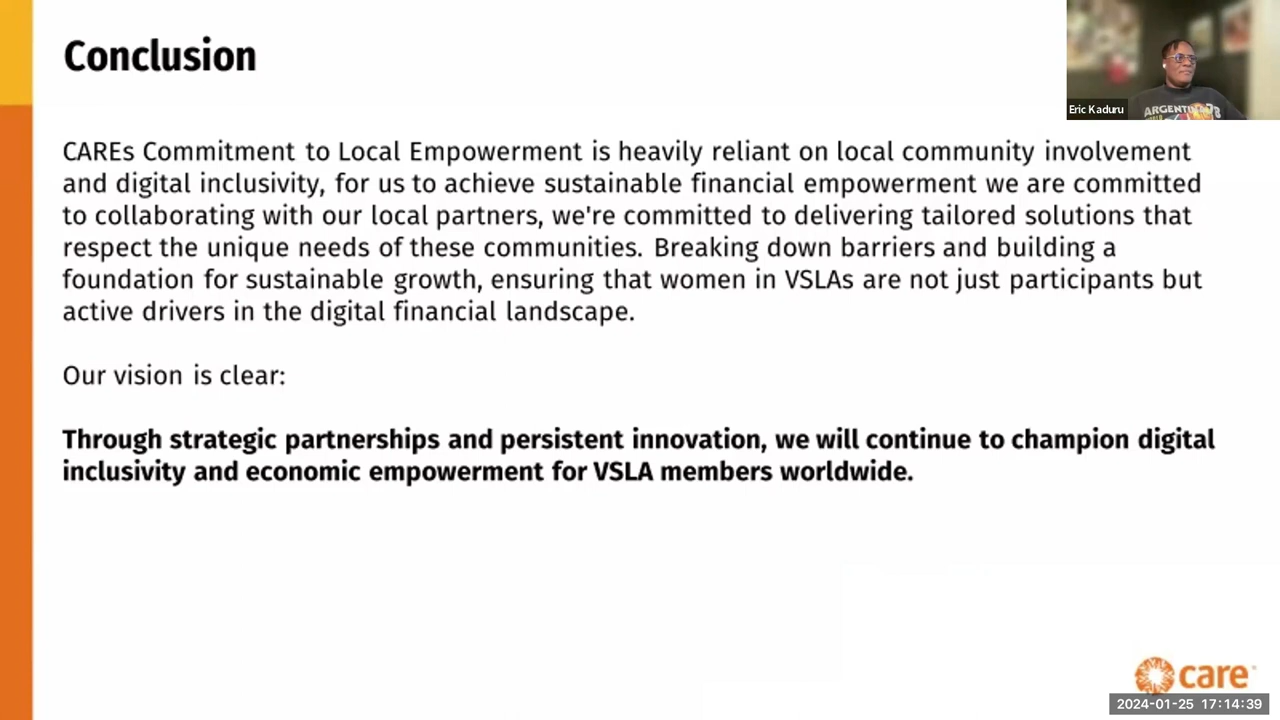 Conclusion
Eric Kaduru
CAREs Commitment to Local Empowerment is heavily reliant on local community involvement
and digital inclusivity, for us to achieve sustainable financial empowerment we are committed
to collaborating with our local partners, we're committed to delivering tailored solutions that
respect the unique needs of these communities. Breaking down barriers and building a
foundation for sustainable growth, ensuring that women in VSLAs are not just participants but
active drivers in the digital financial landscape.
Our vision is clear:
Through strategic partnerships and persistent innovation, we will continue to champion digital
inclusivity and economic empowerment for VSLA members worldwide.
care
2024-01-25 17:14:39